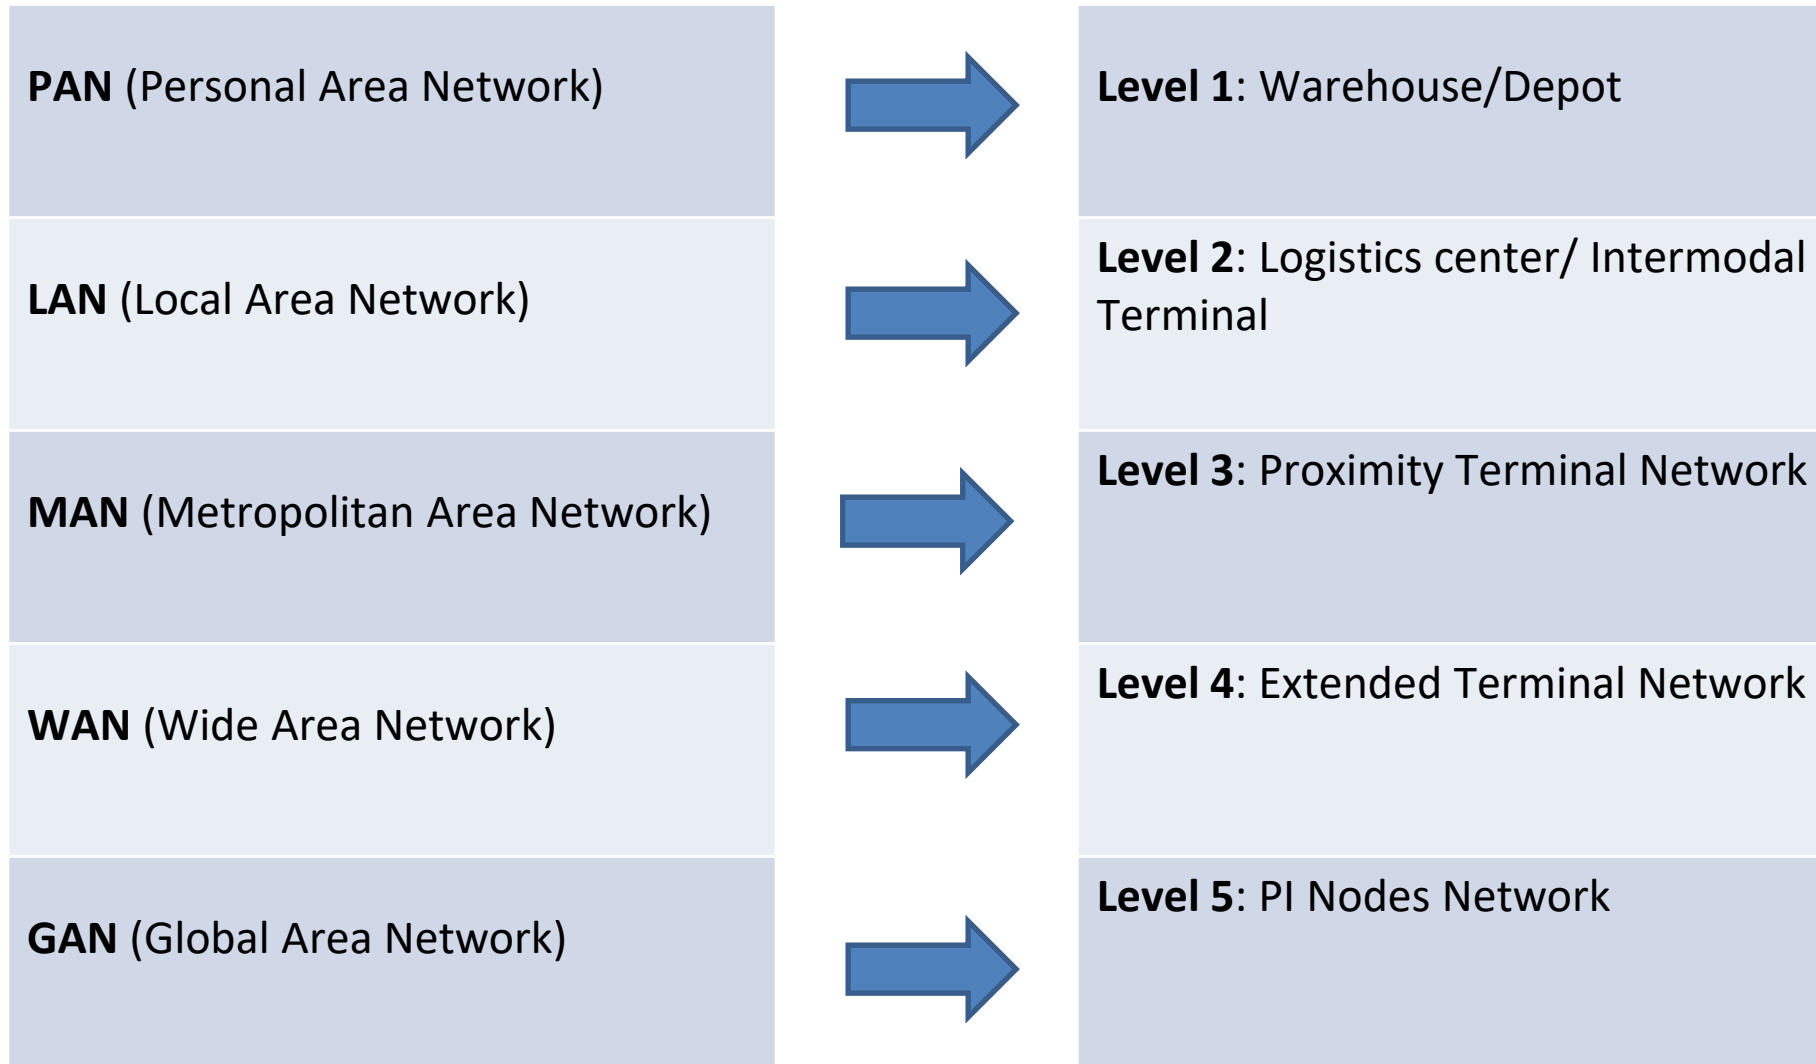 PAN (Personal Area Network)
Level 1: Warehouse/Depot
LAN (Local Area Network)
Level 2: Logistics center/ Intermodal
Terminal
MAN (Metropolitan Area Network)
Level 3: Proximity Terminal Network
WAN (Wide Area Network)
Level 4: Extended Terminal Network
GAN (Global Area Network)
Level 5: PI Nodes Network